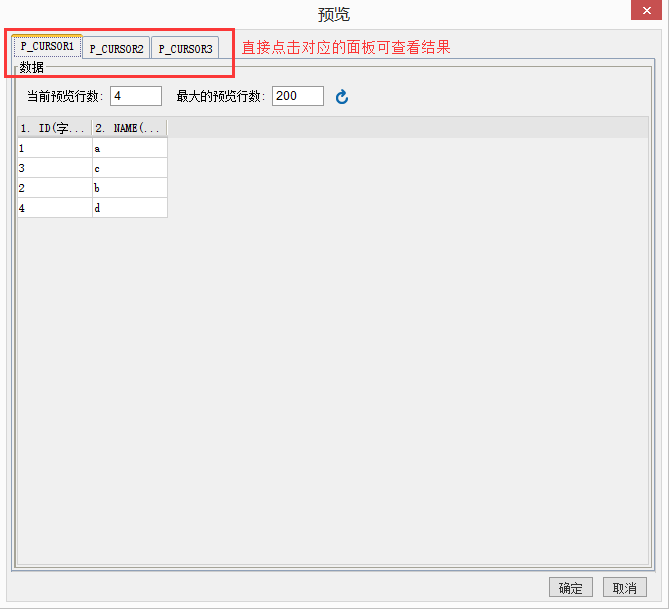 预览
P_CURSOR1 P_CURSOR2 P_CURSOR3 直接点击对应的面板可查看结果
数据
当前预览行数: 4 最大的预览行数: 200
1. ID(字... 2. NAME(...
1 a
3 c
2 b
4 d
确定 取消